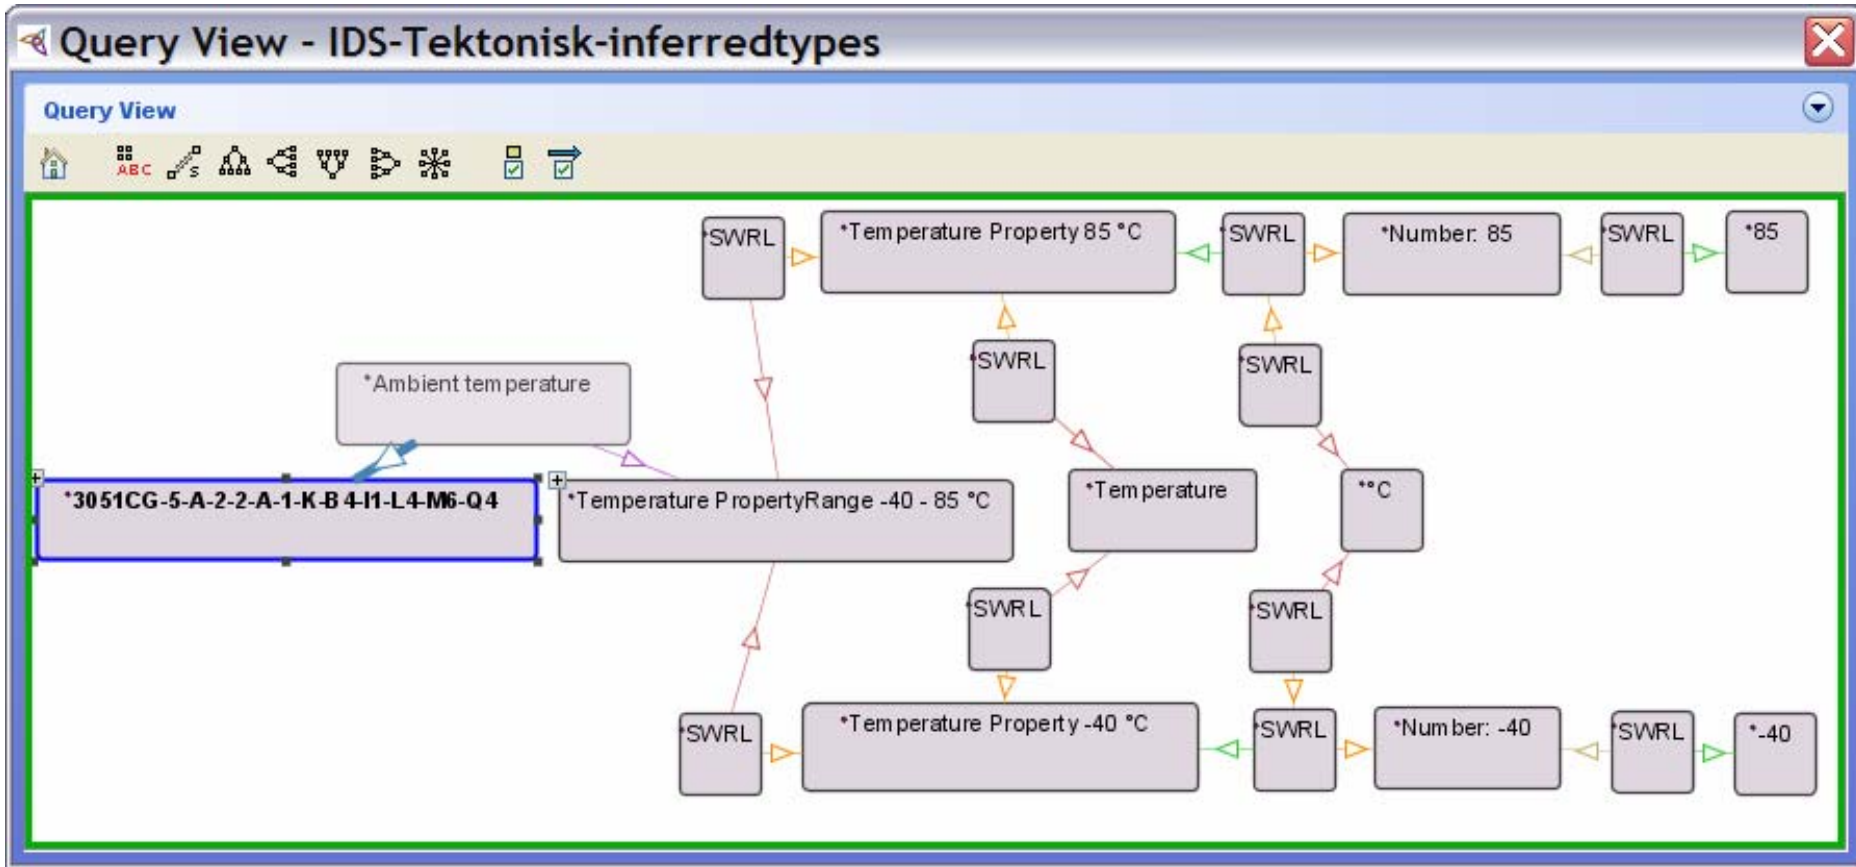 Query View - IDS-Tektonisk-inferredtypes
Query View
ABC
S
*SWRL
*Temperature Property 85 °C
*SWRL
*Number: 85
*SWRL
*85
*SWRL
*SWRL
*Ambient temperature
*3051CG-5-A-2-2-A-1-K-B4-I1-L4-M6-Q4
*Temperature PropertyRange -40 - 85 °C
*Temperature
*°C
*SWRL
*SWRL
*SWRL
*Temperature Property -40 °C
*SWRL
*Number: -40
*SWRL
*-40